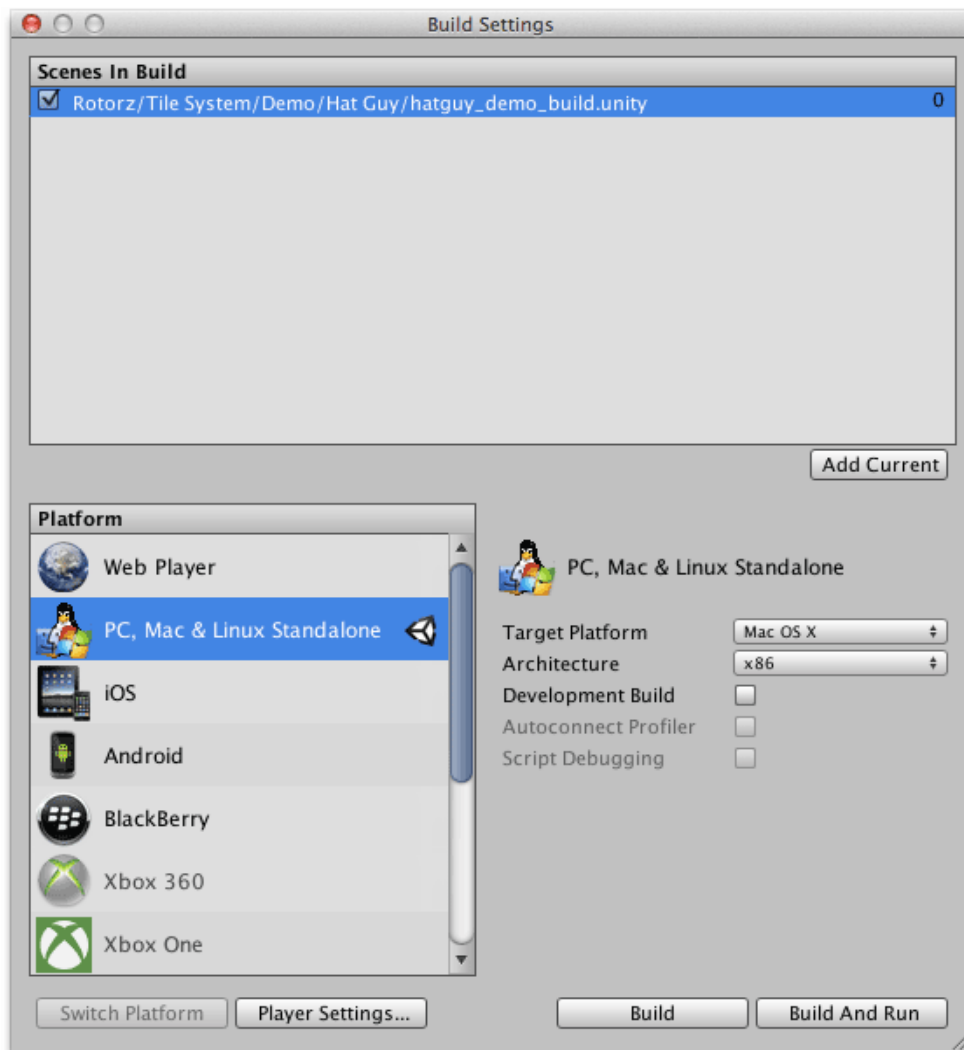 Build Settings
Scenes In Build
Rotorz/Tile System/Demo/Hat Guy/hatguy_demo_build.unity 0
Add Current
Platform
Web Player
PC, Mac & Linux Standalone
iOS
Android
BlackBerry
Xbox 360
Xbox One
PC, Mac & Linux Standalone
Target Platform Mac OS X
Architecture x86
Development Build
Autoconnect Profiler
Script Debugging
Switch Platform Player Settings... Build Build And Run